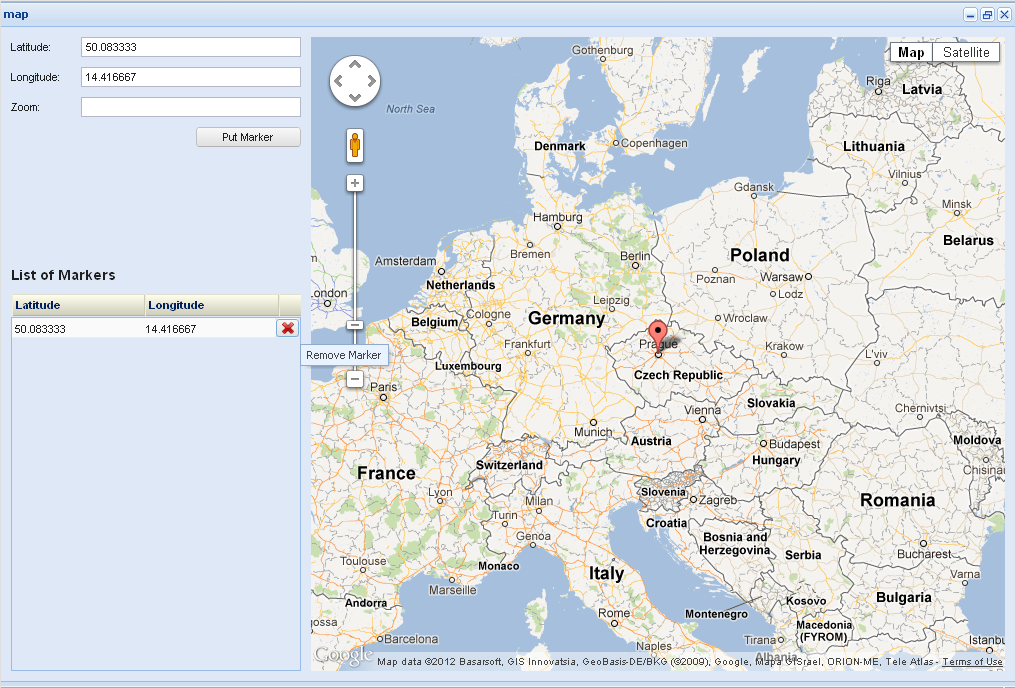 map
Latitude: 50.083333
Longitude: 14.416667
Zoom:
Put Marker
List of Markers
Latitude Longitude
50.083333 14.416667
Remove Marker
Map Satellite
Gothenburg
North Sea
Riga
Latvia
Denmark
Copenhagen
Lithuania
Vilnius
Gdansk
Minsk
Hamburg
Belarus
Bremen
Berlin
Poland
Amsterdam
Poznan
Warsaw
Netherlands
London
Leipzig
Lodz
Belgium
Cologne
Germany
Wroclaw
Frankfurt
Prague
Krakow
L'viv
Luxembourg
Czech Republic
Paris
Slovakia
Vienna
Chernivtsi
Munich
Austria
Budapest
Moldova
Hungary
Chisinau
France
Switzerland
Lyon
Milan
Slovenia
Zagreb
Romania
Turin
Croatia
Genoa
Bosnia and
Herzegovina
Serbia
Bucharest
Toulouse
Monaco
Italy
Varna
Marseille
Andorra
Kosovo
Bulgaria
Rome
Montenegro
gossa
Macedonia
(FYROM)
Barcelona
Naples
Tirana
Istanbu
Albania
Google
Map data ©2012 Basarsoft, GIS Innovatsia, GeoBasis-DE/BKG (©2009), Google, Mapa GISrael, ORION-ME, Tele Atlas - Terms of Use